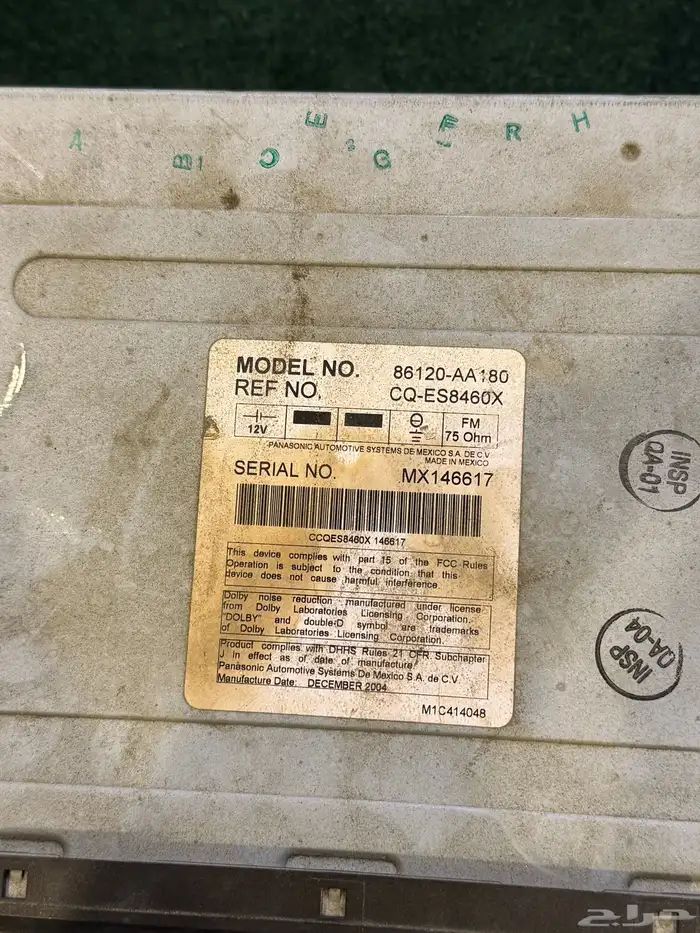 A B C E G F R H
MODEL NO. 86120-AA180
REF NO. CQ-ES8460X
12V
FM
75 Ohm
PANASONIC AUTOMOTIVE SYSTEMS DE MEXICO S.A. DE C.V
MADE IN MEXICO
SERIAL NO. MX146617
CCQES8460X 146617
This device complies with part 15 of the FCC Rules
Operation is subject to the condition that this
device does not cause harmful interference.
Dolby noise reduction manufactured under license
from Dolby Laboratories Licensing Corporation.
"DOLBY" and double-D symbol are trademarks
of Dolby Laboratories Licensing Corporation.
Product complies with DHHS Rules 21 CFR Subchapter
J in effect as of date of manufacture
Panasonic Automotive Systems De Mexico S.A. de C.V.
Manufacture Date: DECEMBER 2004
M1C414048
INSP
QA-01
INSP
QA-04
حراج